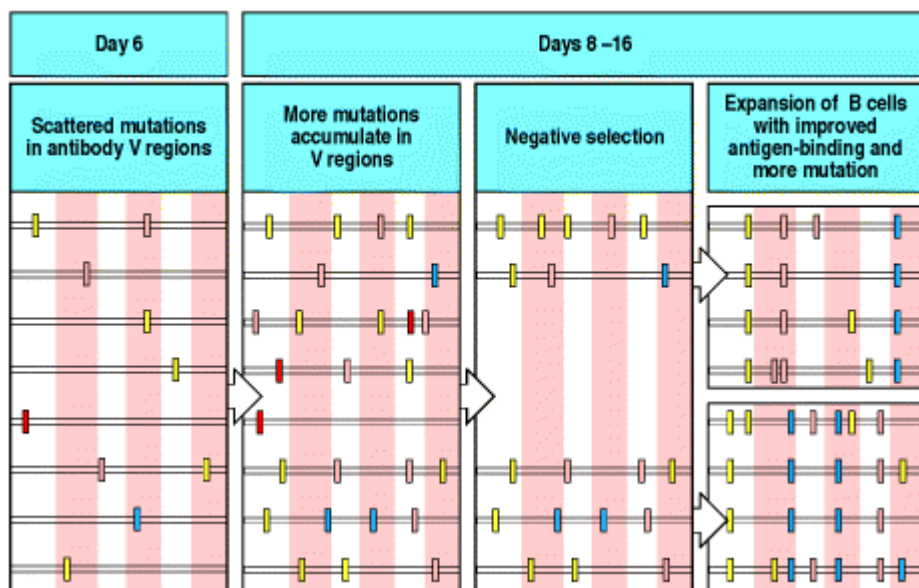 Day 6
Days 8 –16
Scattered mutations
in antibody V regions
More mutations
accumulate in
V regions
Negative selection
Expansion of B cells
with improved
antigen-binding and
more mutation